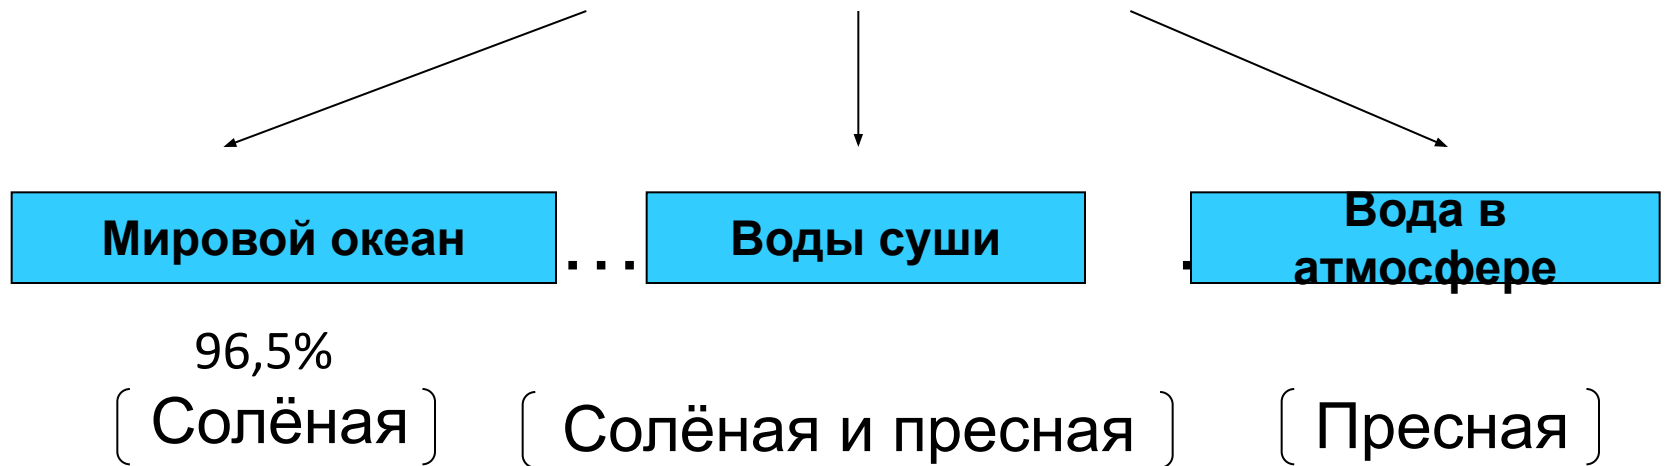 Мировой океан
...
Воды суши
.
Вода в
атмосфере
96,5%
Солёная
Солёная и пресная
Пресная